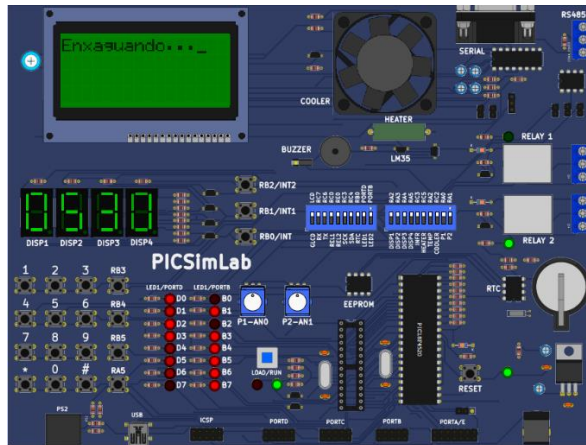 Enxaguando..._
RS485
SERIAL
COOLER
HEATER
LM35
BUZZER
RELAY 1
RELAY 2
0530
DISP1 DISP2 DISP3 DISP4
RB2/INT2
RB1/INT1
RB0/INT
PICSimLab
1 2 3 RB3
4 5 6 RB4
7 8 9 RB5
* 0 # RA5
LED1/PORTD LED1/PORTB
D0 B0
D1 B1
D2 B2
D3 B3
D4 B4
D5 B5
D6 B6
D7 B7
P1-AN0
P2-AN1
LOAD/RUN
EEPROM
RTC
RESET
PS2
USB
ICSP
PORTD
PORTC
PORTB
PORTA/E